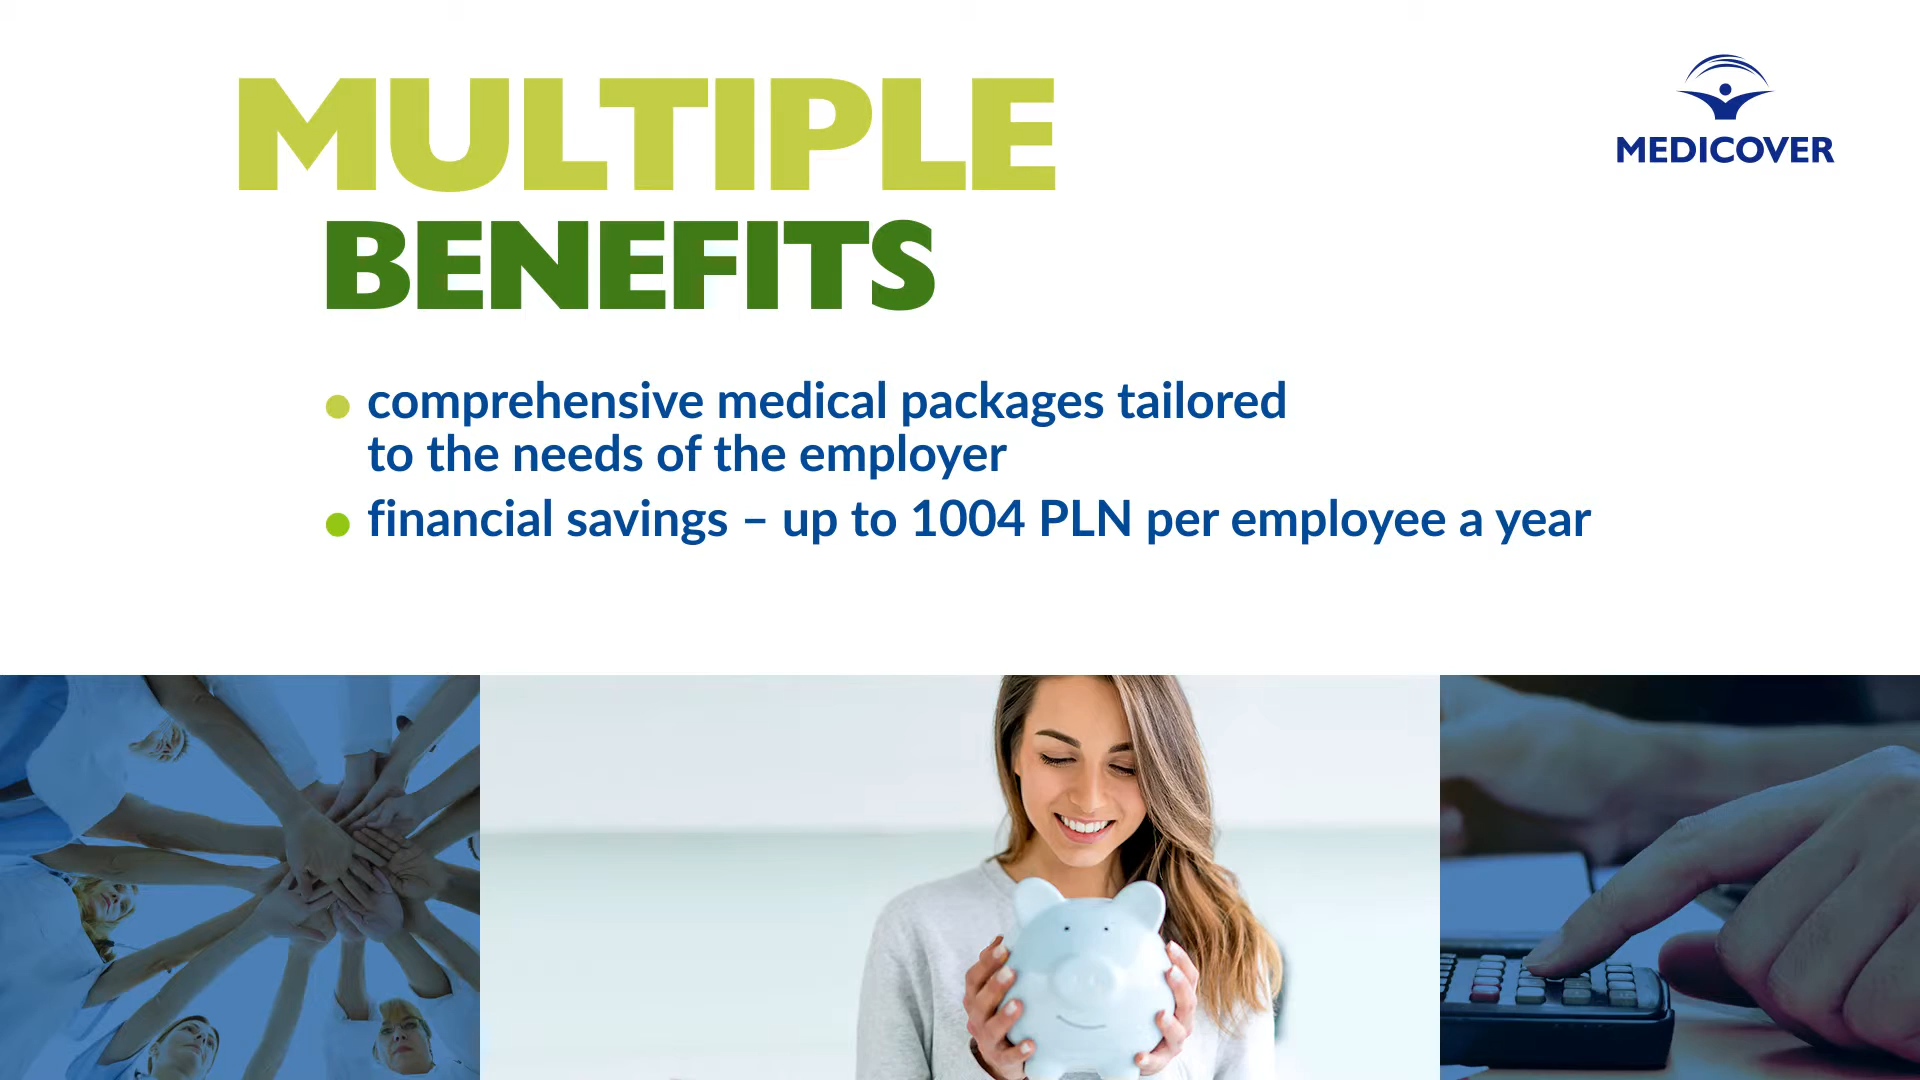 MULTIPLE
BENEFITS
MEDICOVER
comprehensive medical packages tailored
to the needs of the employer
financial savings – up to 1004 PLN per employee a year